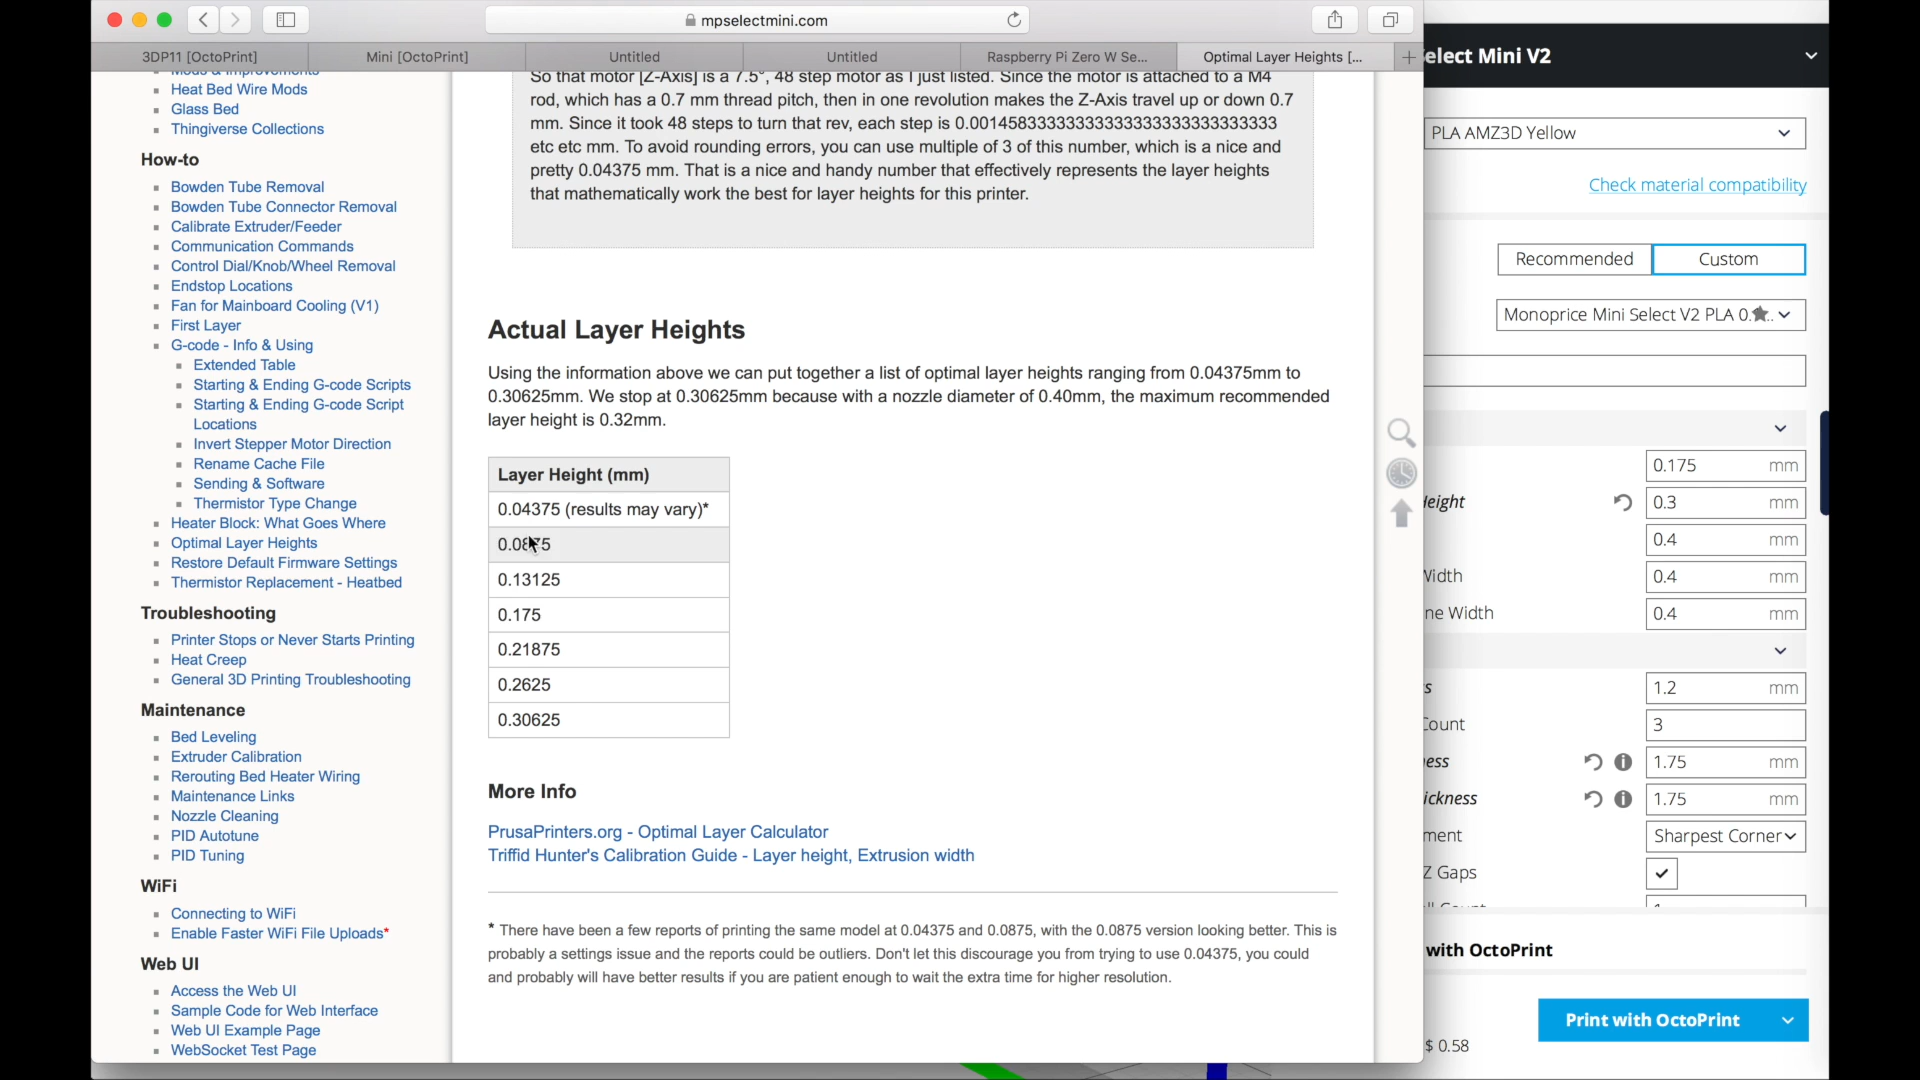 mpselectmini.com
3DP11 [OctoPrint]
Mini [OctoPrint]
Untitled
Untitled
Raspberry Pi Zero W Se...
Optimal Layer Heights [...
Mods & Improvements
Heat Bed Wire Mods
Glass Bed
Thingiverse Collections
How-to
Bowden Tube Removal
Bowden Tube Connector Removal
Calibrate Extruder/Feeder
Communication Commands
Control Dial/Knob/Wheel Removal
Endstop Locations
Fan for Mainboard Cooling (V1)
First Layer
G-code - Info & Using
Extended Table
Starting & Ending G-code Scripts
Starting & Ending G-code Script
Locations
Invert Stepper Motor Direction
Rename Cache File
Sending & Software
Thermistor Type Change
Heater Block: What Goes Where
Optimal Layer Heights
Restore Default Firmware Settings
Thermistor Replacement - Heatbed
Troubleshooting
Printer Stops or Never Starts Printing
Heat Creep
General 3D Printing Troubleshooting
Maintenance
Bed Leveling
Extruder Calibration
Rerouting Bed Heater Wiring
Maintenance Links
Nozzle Cleaning
PID Autotune
PID Tuning
WiFi
Connecting to WiFi
Enable Faster WiFi File Uploads*
Web UI
Access the Web UI
Sample Code for Web Interface
Web UI Example Page
WebSocket Test Page
So that motor [Z-Axis] is a 7.5°, 48 step motor as I just listed. Since the motor is attached to a M4
rod, which has a 0.7 mm thread pitch, then in one revolution makes the Z-Axis travel up or down 0.7
mm. Since it took 48 steps to turn that rev, each step is 0.01458333333333333333333333333
etc etc mm. To avoid rounding errors, you can use multiple of 3 of this number, which is a nice and
pretty 0.04375 mm. That is a nice and handy number that effectively represents the layer heights
that mathematically work the best for layer heights for this printer.
Actual Layer Heights
Using the information above we can put together a list of optimal layer heights ranging from 0.04375mm to
0.30625mm. We stop at 0.30625mm because with a nozzle diameter of 0.40mm, the maximum recommended
layer height is 0.32mm.
Layer Height (mm)
0.04375 (results may vary)*
0.0875
0.13125
0.175
0.21875
0.2625
0.30625
More Info
PrusaPrinters.org - Optimal Layer Calculator
Triffid Hunter's Calibration Guide - Layer height, Extrusion width
* There have been a few reports of printing the same model at 0.04375 and 0.0875, with the 0.0875 version looking better. This is
probably a settings issue and the reports could be outliers. Don't let this discourage you from trying to use 0.04375, you could
and probably will have better results if you are patient enough to wait the extra time for higher resolution.
elect Mini V2
PLA AMZ3D Yellow
Check material compatibility
Recommended
Custom
Monoprice Mini Select V2 PLA 0...
0.175 mm
eight 0.3 mm
0.4 mm
Width 0.4 mm
ne Width 0.4 mm
s 1.2 mm
Count 3
ess 1.75 mm
ickness 1.75 mm
ment Sharpest Corner
Z Gaps
with OctoPrint
Print with OctoPrint
$ 0.58